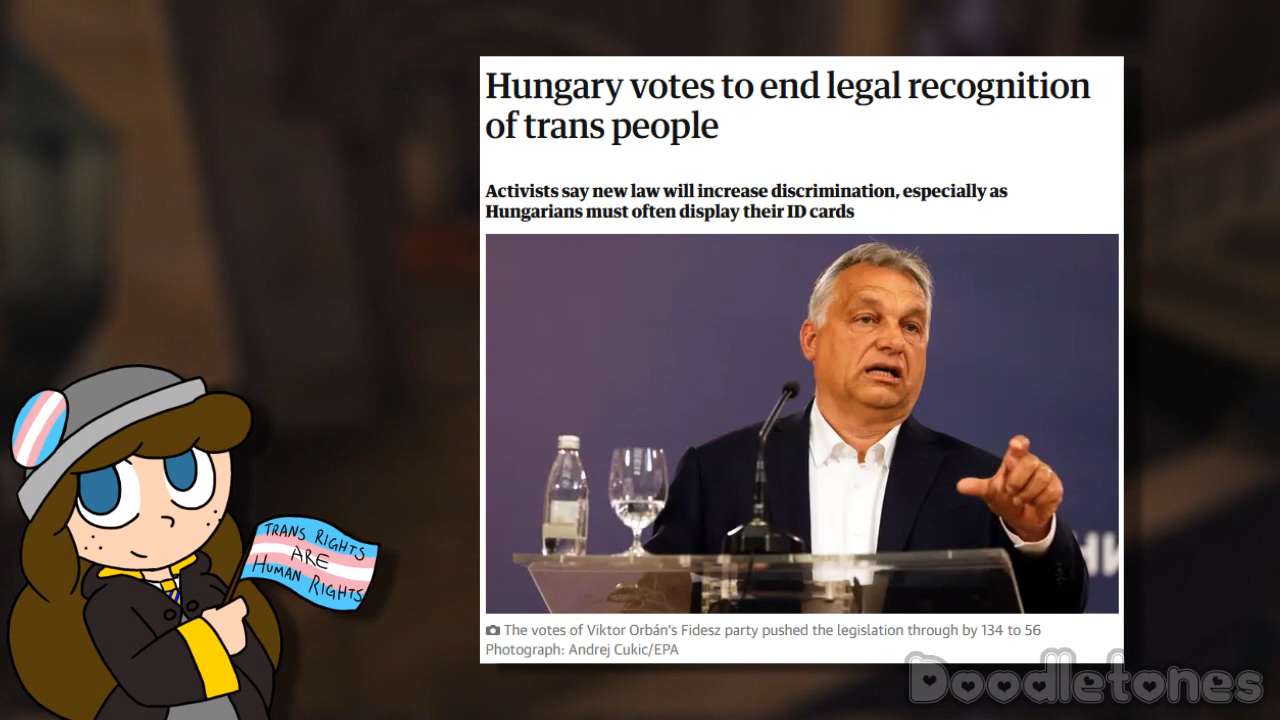 Hungary votes to end legal recognition
of trans people
Activists say new law will increase discrimination, especially as
Hungarians must often display their ID cards
TRANS RIGHTS
ARE
HUMAN RIGHTS
The votes of Viktor Orbán's Fidesz party pushed the legislation through by 134 to 56
Photograph: Andrej Cukic/EPA
Doodletones